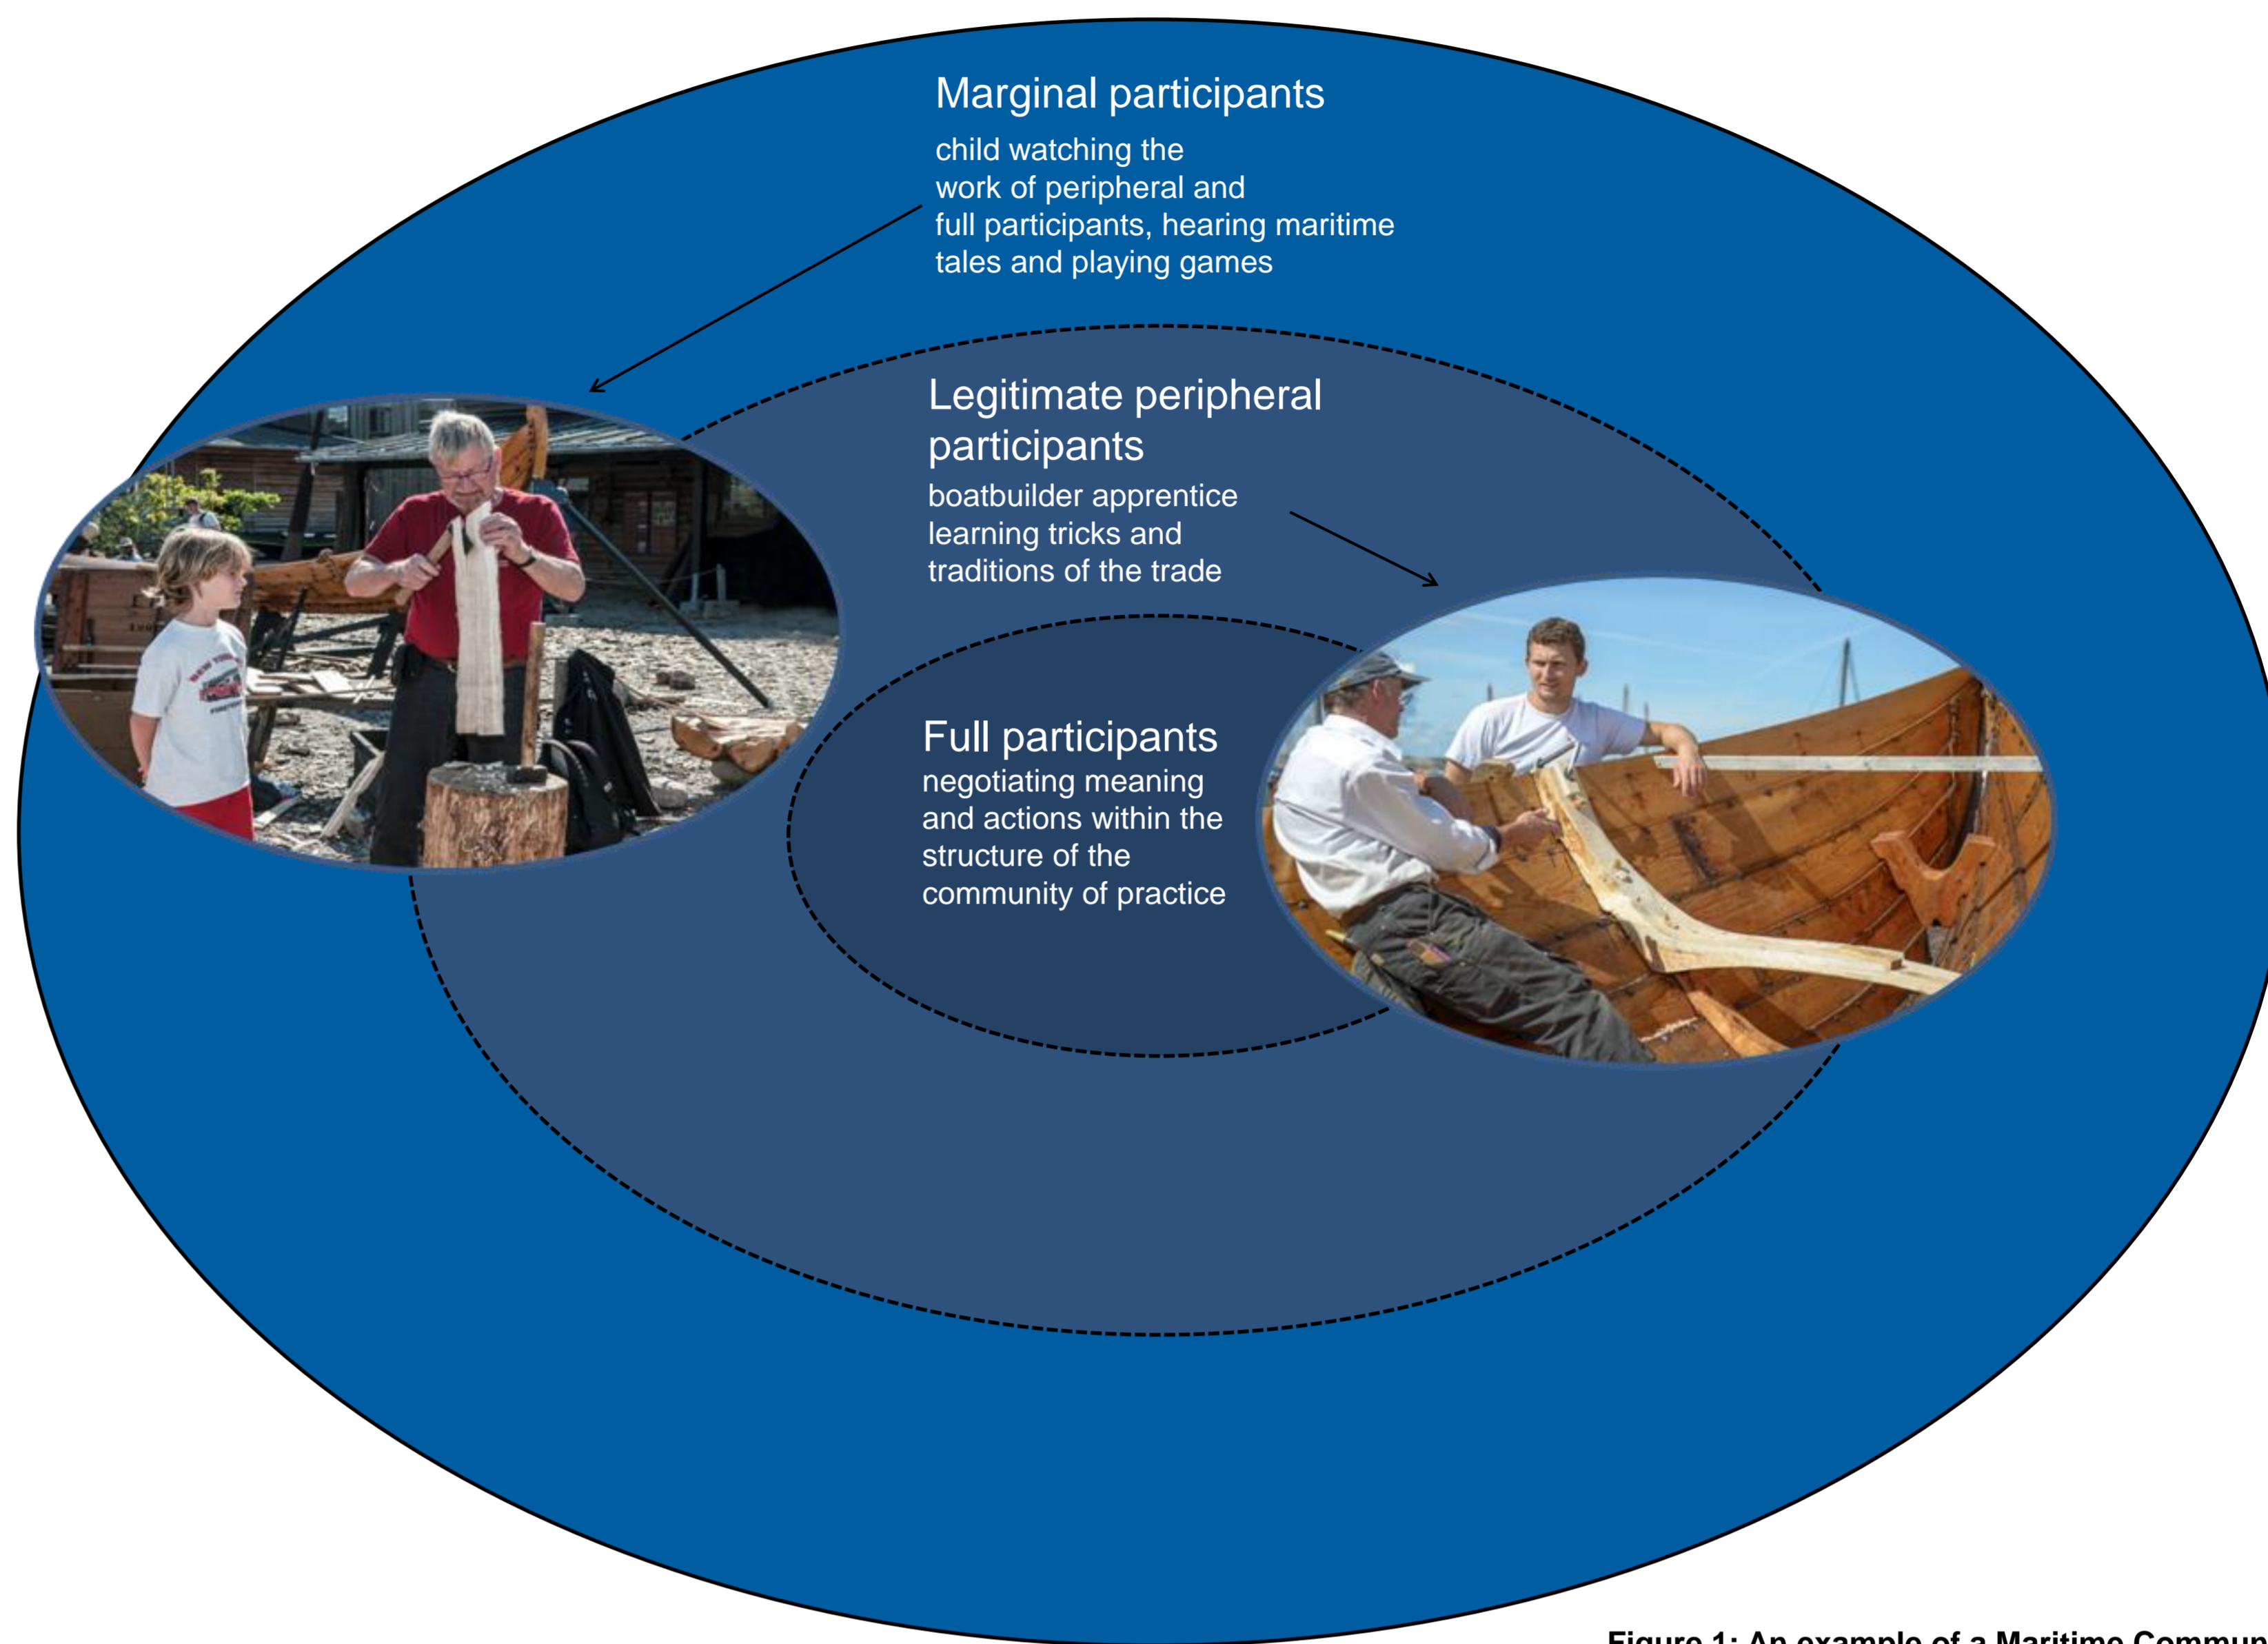 Marginal participants
child watching the
work of peripheral and
full participants, hearing maritime
tales and playing games
Legitimate peripheral
participants
boatbuilder apprentice
learning tricks and
traditions of the trade
Full participants
negotiating meaning
and actions within the
structure of the
community of practice
Figure 1: An example of a Maritime Commun